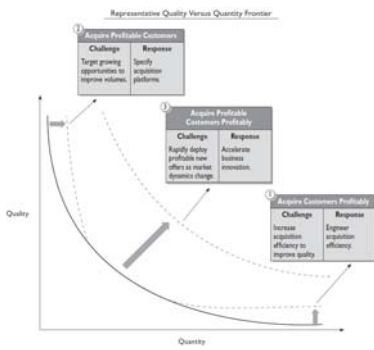 Representative Quality Versus Quantity Frontier
2
Acquire Profitable Customers
Challenge
Target growing
opportunities to
improve volumes.
Response
Specify
acquisition
platforms.
3
Acquire Profitable
Customers Profitably
Challenge
Rapidly deploy
profitable new
offers as market
dynamics change.
Response
Accelerate
business
innovation.
1
Acquire Customers Profitably
Challenge
Increase
acquisition
efficiency to
improve quality.
Response
Engineer
acquisition
efficiency.
Quality
Quantity